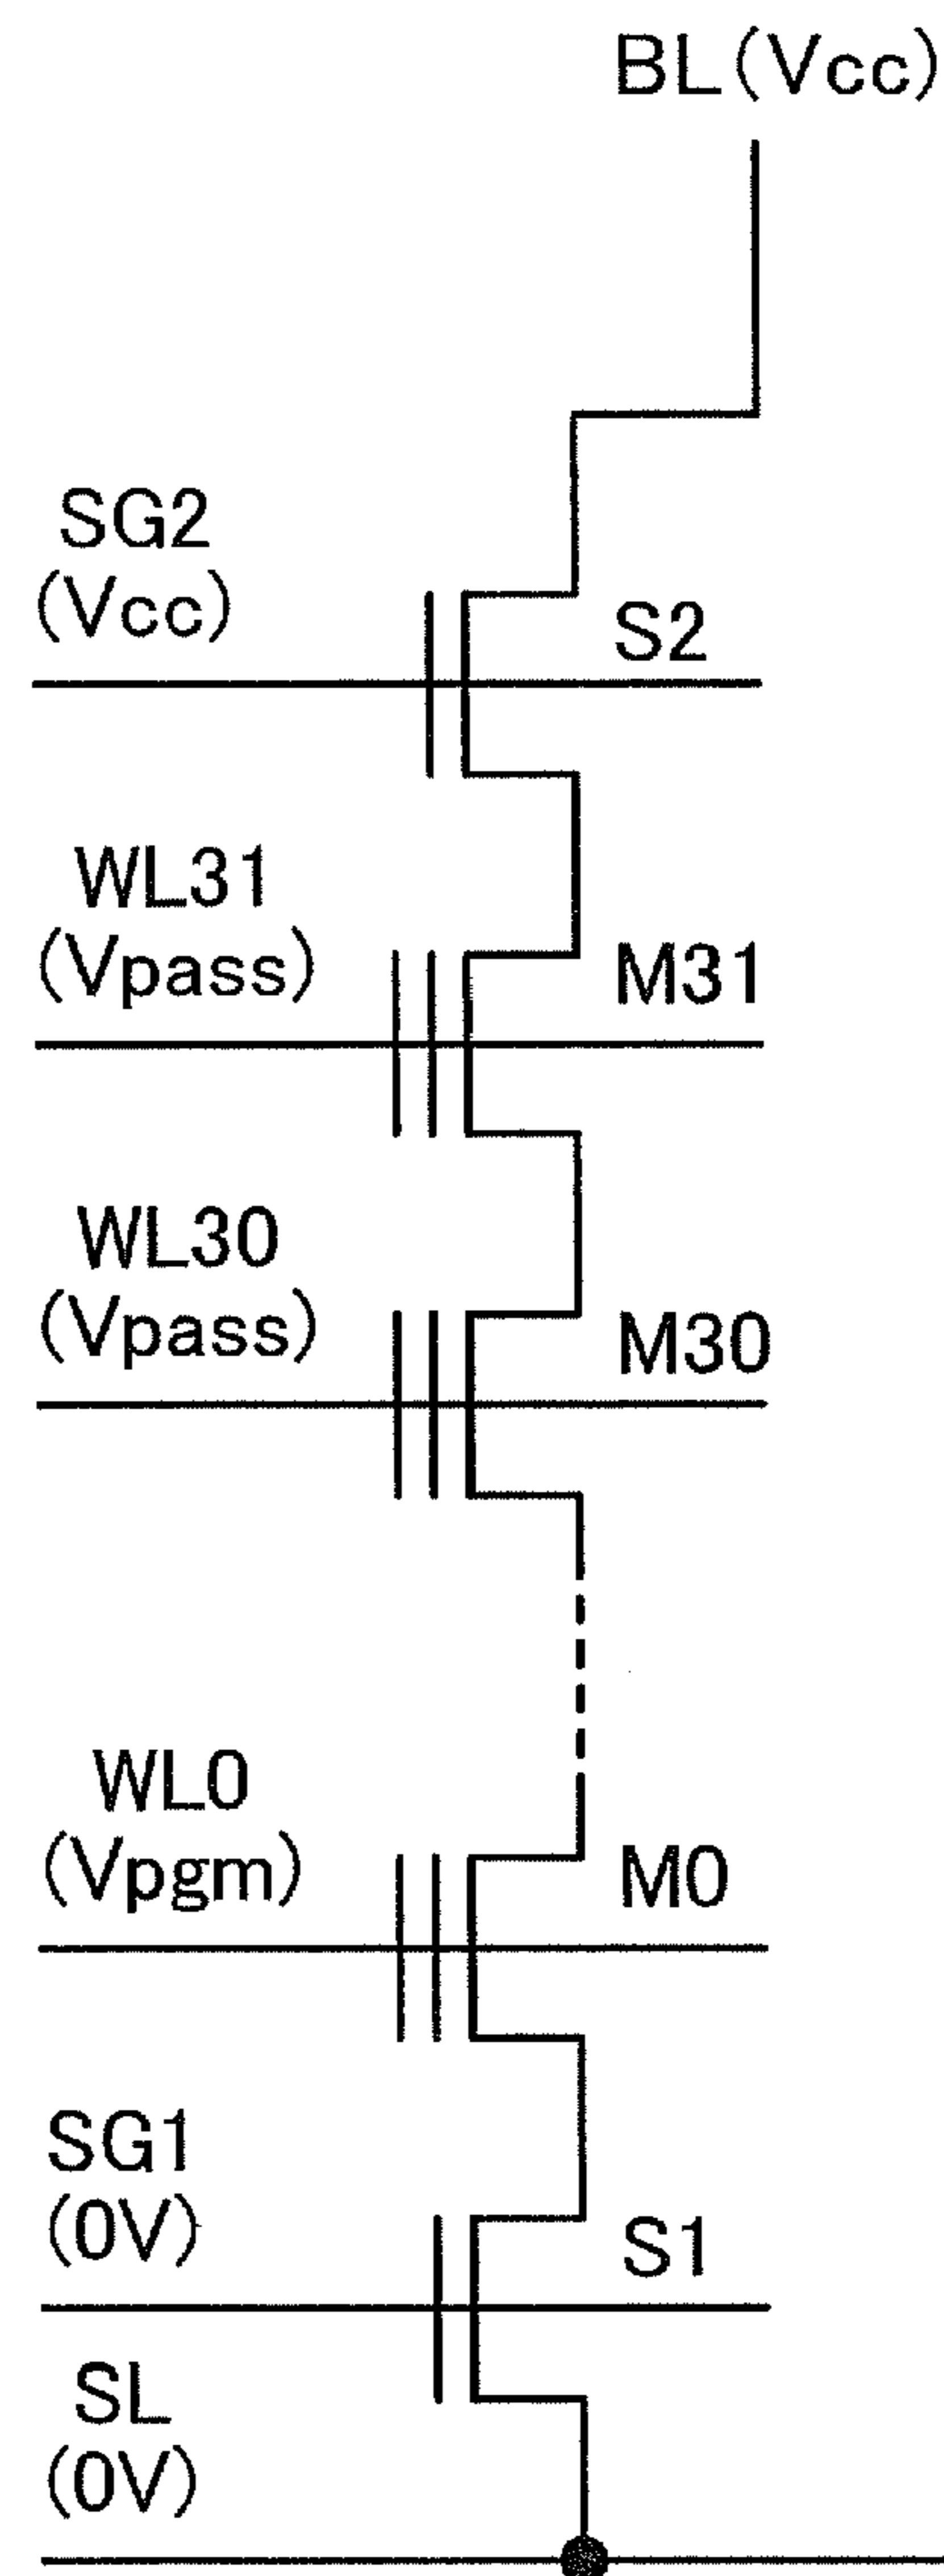 BL(Vcc)
SG2
(Vcc)
S2
WL31
(Vpass)
M31
WL30
(Vpass)
M30
WL0
(Vpgm)
M0
SG1
(0V)
S1
SL
(0V)